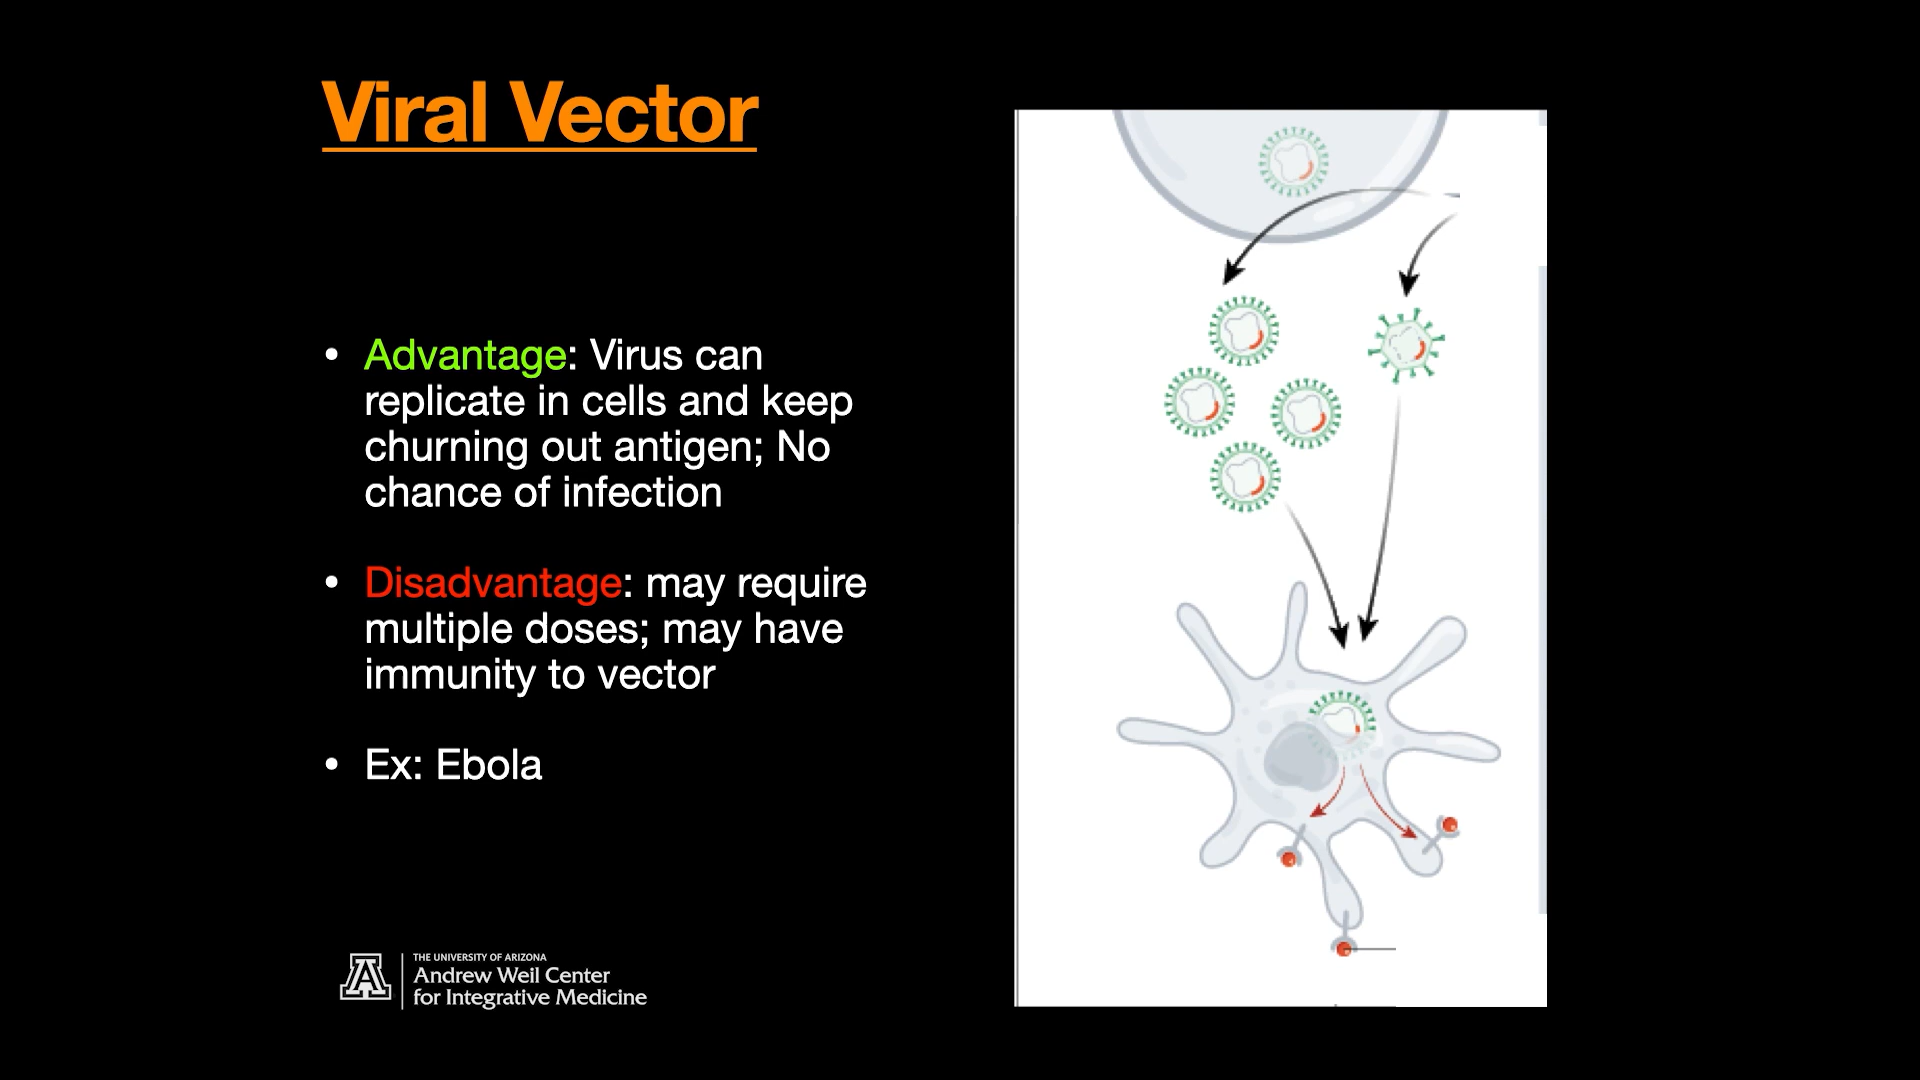 Viral Vector
• Advantage: Virus can
replicate in cells and keep
churning out antigen; No
chance of infection
• Disadvantage: may require
multiple doses; may have
immunity to vector
• Ex: Ebola
A
THE UNIVERSITY OF ARIZONA
Andrew Weil Center
for Integrative Medicine